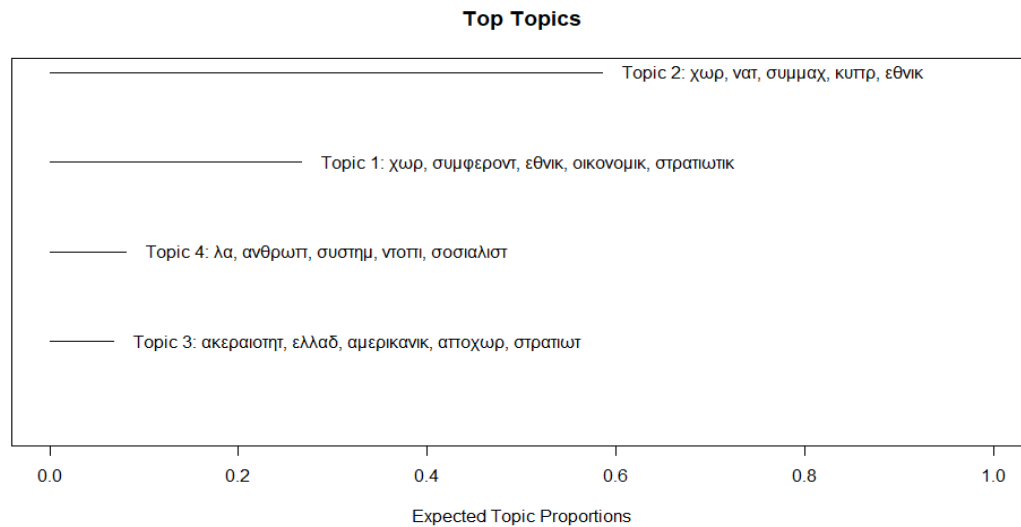 Top Topics
Topic 2: χωρ, νατ, συμμαχ, κυπρ, εθνικ
Topic 1: χωρ, συμφεροντ, εθνικ, οικονομικ, στρατιωτικ
Topic 4: λα, ανθρωπ, συστημ, ντοπι, σοσιαλιστ
Topic 3: ακεραιοτητ, ελλαδ, αμερικανικ, αποχωρ, στρατιωτ
0.0 0.2 0.4 0.6 0.8 1.0
Expected Topic Proportions